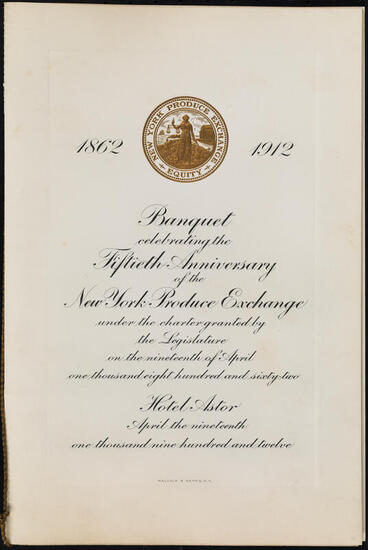 NEW YORK PRODUCE EXCHANGE
EQUITY
1862 1912
Banquet
celebrating the
Fiftieth Anniversary
of the
New York Produce Exchange
under the charter granted by
the Legislature
on the nineteenth of April
one thousand eight hundred and sixty-two
Hotel Astor
April the nineteenth
one thousand nine hundred and twelve